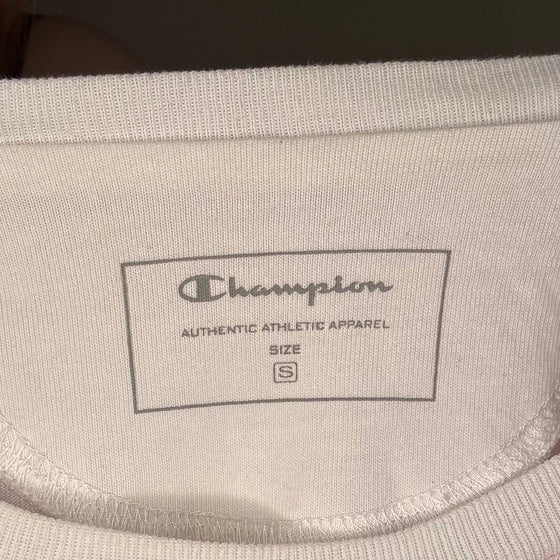 Champion
AUTHENTIC ATHLETIC APPAREL
SIZE
S